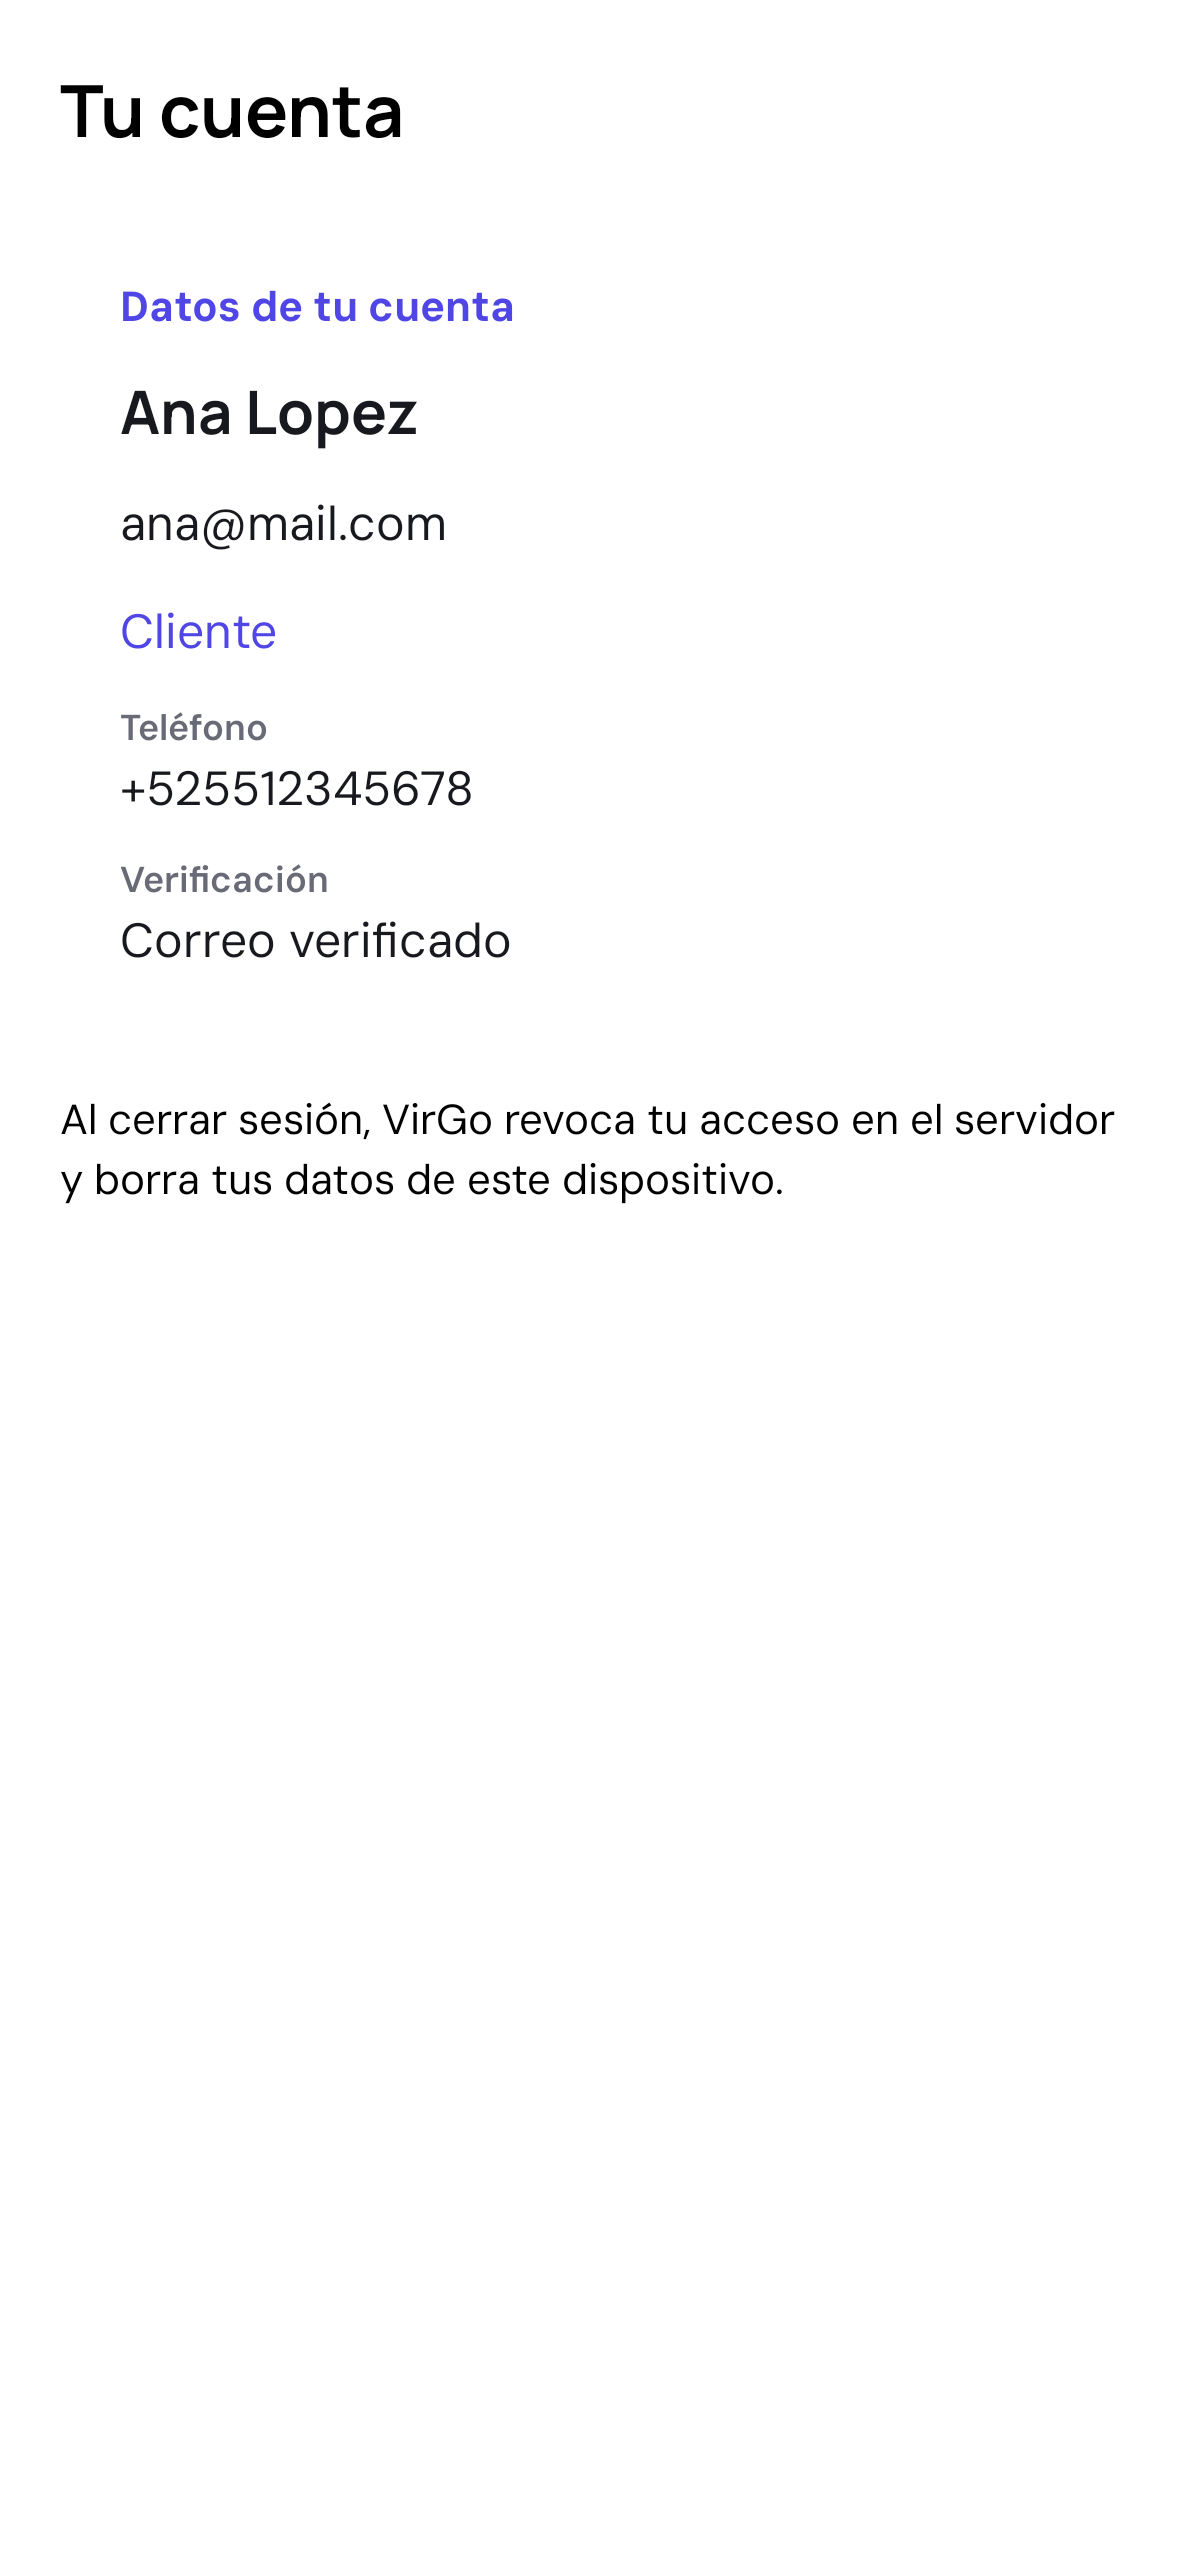 Tu cuenta
Datos de tu cuenta
Ana Lopez
ana@mail.com
Cliente
Teléfono
+525512345678
Verificación
Correo verificado
Al cerrar sesión, VirGo revoca tu acceso en el servidor
y borra tus datos de este dispositivo.